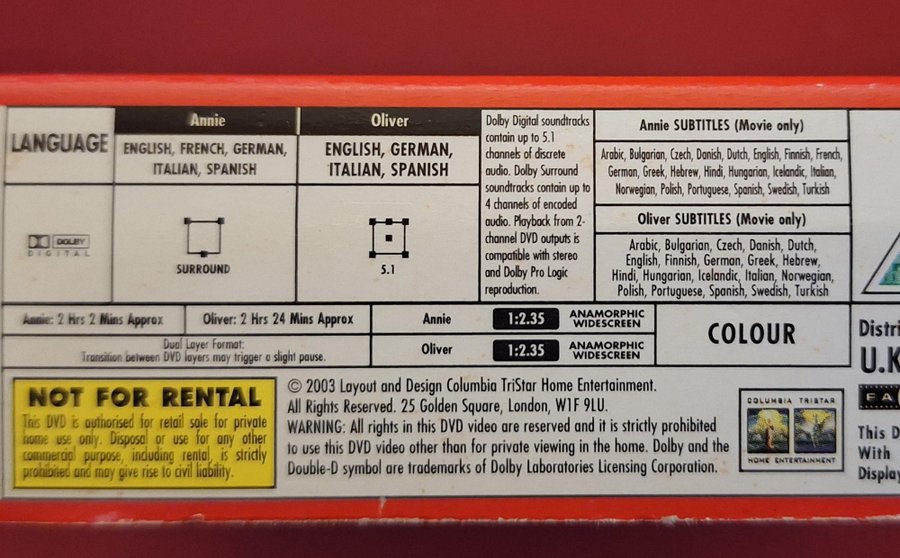 LANGUAGE
Annie
ENGLISH, FRENCH, GERMAN,
ITALIAN, SPANISH
Oliver
ENGLISH, GERMAN,
ITALIAN, SPANISH
DOLBY
DIGITAL
SURROUND
5.1
Dolby Digital soundtracks
contain up to 5.1
channels of discrete
audio. Dolby Surround
soundtracks contain up to
4 channels of encoded
audio. Playback from 2-
channel DVD outputs is
compatible with stereo
and Dolby Pro Logic
reproduction.
Annie SUBTITLES (Movie only)
Arabic, Bulgarian, Czech, Danish, Dutch, English, Finnish, French,
German, Greek, Hebrew, Hindi, Hungarian, Icelandic, Italian,
Norwegian, Polish, Portuguese, Spanish, Swedish, Turkish
Oliver SUBTITLES (Movie only)
Arabic, Bulgarian, Czech, Danish, Dutch,
English, Finnish, German, Greek, Hebrew,
Hindi, Hungarian, Icelandic, Italian, Norwegian,
Polish, Portuguese, Spanish, Swedish, Turkish
Annie: 2 Hrs 2 Mins Approx
Oliver: 2 Hrs 24 Mins Approx
Dual Layer Format:
Transition between DVD layers may trigger a slight pause.
Annie 1:2.35 ANAMORPHIC
WIDESCREEN
Oliver 1:2.35 ANAMORPHIC
WIDESCREEN
COLOUR
NOT FOR RENTAL
This DVD is authorised for retail sale for private
home use only. Disposal or use for any other
commercial purpose, including rental, is strictly
prohibited and may give rise to civil liability.
© 2003 Layout and Design Columbia TriStar Home Entertainment.
All Rights Reserved. 25 Golden Square, London, W1F 9LU.
WARNING: All rights in this DVD video are reserved and it is strictly prohibited
to use this DVD video other than for private viewing in the home. Dolby and the
Double-D symbol are trademarks of Dolby Laboratories Licensing Corporation.
COLUMBIA TRISTAR
HOME ENTERTAINMENT
Distri
U.K
FA
This D
With
Display